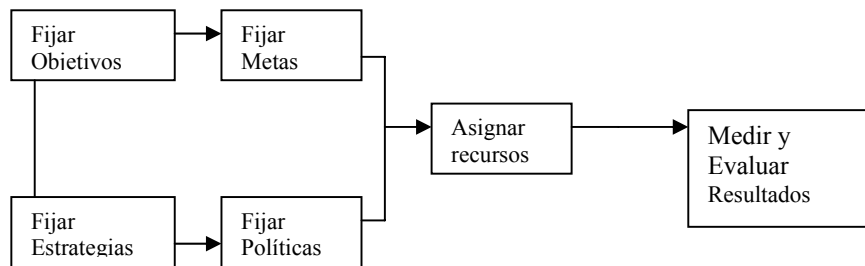 Fijar
Objetivos
Fijar
Metas
Asignar
recursos
Medir y
Evaluar
Resultados
Fijar
Estrategias
Fijar
Políticas